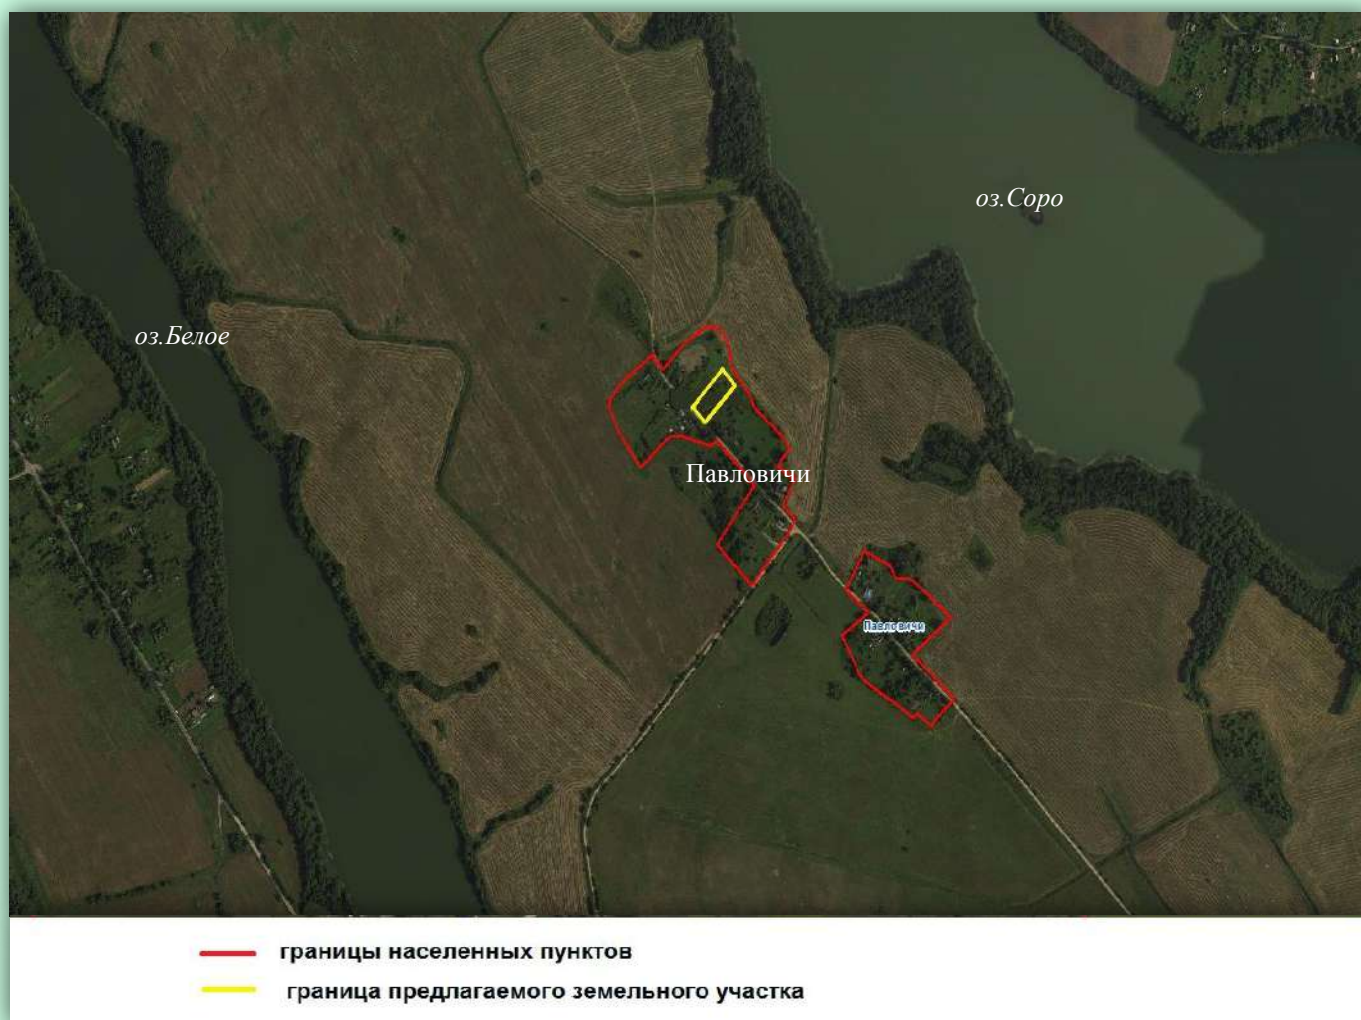 оз.Соро
оз.Белое
Павловичи
Павловичи
границы населенных пунктов
граница предлагаемого земельного участка